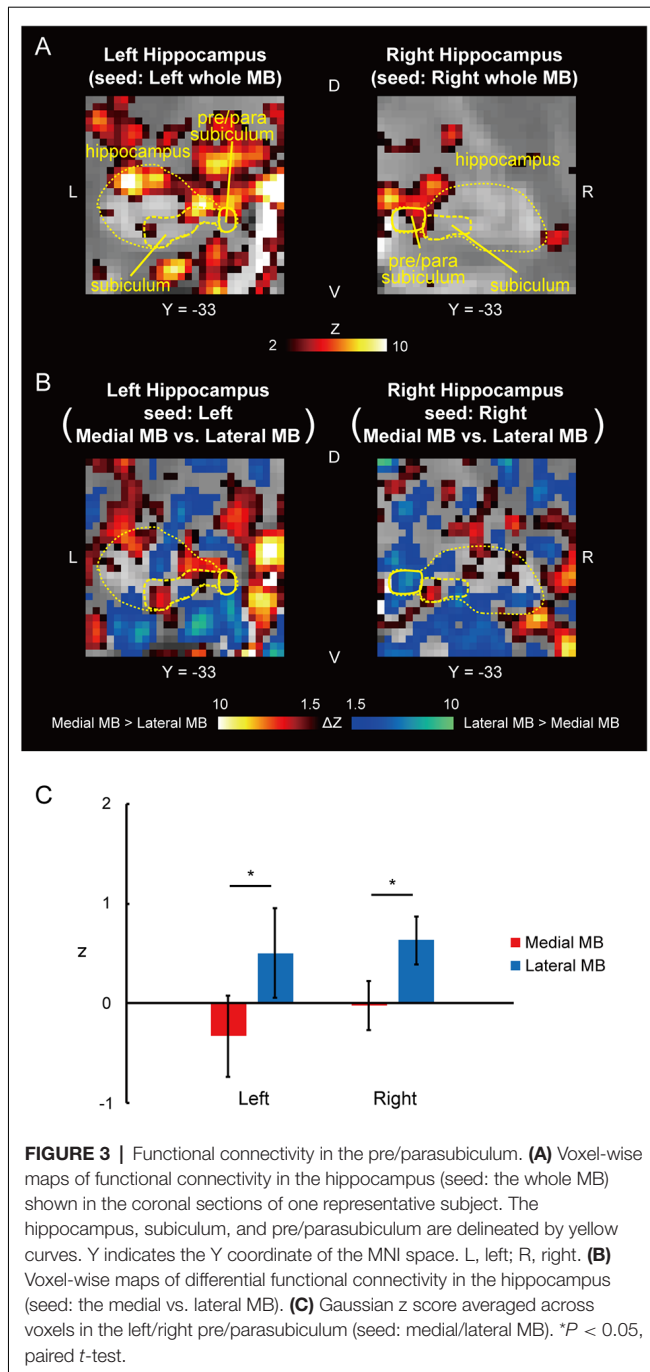 A
Left Hippocampus
(seed: Left whole MB)
Right Hippocampus
(seed: Right whole MB)
D
pre/para
subiculum
hippocampus
hippocampus
L
R
pre/para
subiculum
subiculum
subiculum
V
Y = -33
Y = -33
Z
2
10
B
Left Hippocampus
( seed: Left )
Medial MB vs. Lateral MB
Right Hippocampus
( seed: Right )
Medial MB vs. Lateral MB
D
L
R
V
Y = -33
Y = -33
Medial MB > Lateral MB 10 1.5 ΔZ 1.5 10 Lateral MB > Medial MB
C
2
*
*
1
z
Medial MB
Lateral MB
0
-1
Left
Right
FIGURE 3 | Functional connectivity in the pre/parasubiculum. (A) Voxel-wise
maps of functional connectivity in the hippocampus (seed: the whole MB)
shown in the coronal sections of one representative subject. The
hippocampus, subiculum, and pre/parasubiculum are delineated by yellow
curves. Y indicates the Y coordinate of the MNI space. L, left; R, right. (B)
Voxel-wise maps of differential functional connectivity in the hippocampus
(seed: the medial vs. lateral MB). (C) Gaussian z score averaged across
voxels in the left/right pre/parasubiculum (seed: medial/lateral MB). *P < 0.05,
paired t-test.